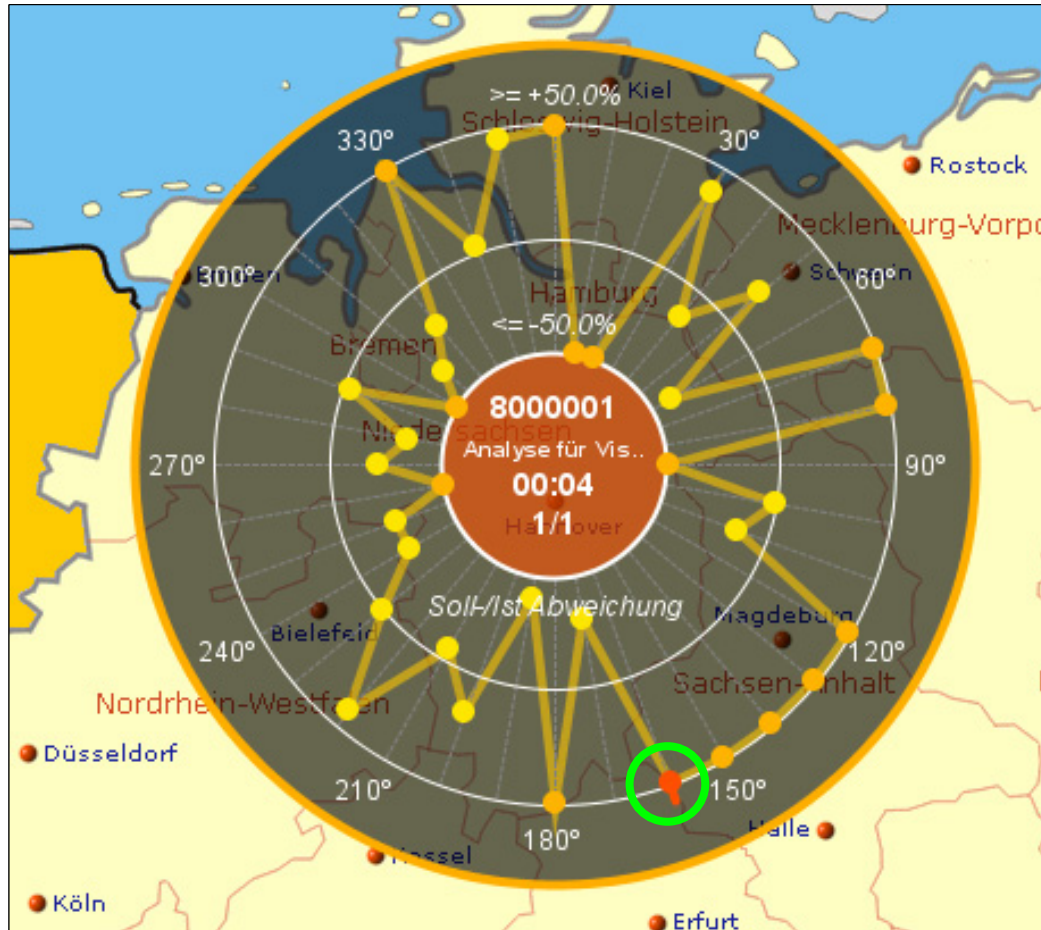 >= +50.0%
Kiel
Schleswig-Holstein
330°
30°
Rostock
Mecklenburg-Vorpo
300°
Emden
Schwerin
60°
Hamburg
<= -50.0%
Bremen
8000001
Niedersachsen
Analyse für Vis..
270°
90°
00:04
Hannover
1/1
Soll-/Ist Abweichung
Magdeburg
Bielefeld
240°
120°
Sachsen-Anhalt
Nordrhein-Westfalen
Düsseldorf
210°
150°
180°
Halle
Kassel
Köln
Erfurt